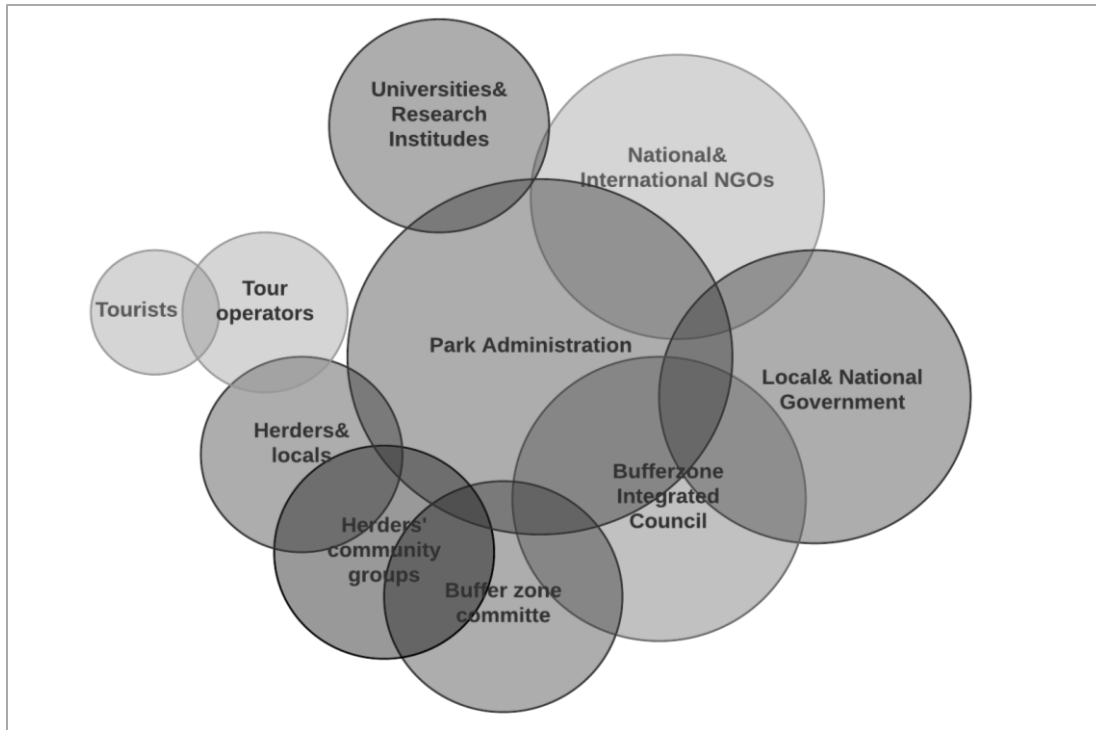 Universities&
Research
Institudes
National&
International NGOs
Tourists
Tour
operators
Park Administration
Local& National
Government
Herders&
locals
Bufferzone
Integrated
Council
Herders'
community
groups
Buffer zone
committe